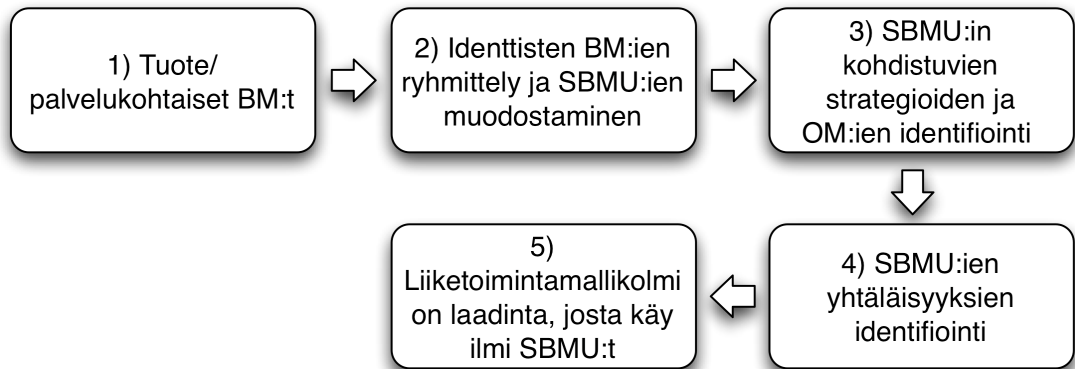 1) Tuote/
palvelukohtaiset BM:t
2) Identtisten BM:ien
ryhmittely ja SBMU:ien
muodostaminen
3) SBMU:in
kohdistuvien
strategioiden ja
OM:ien identifiointi
4) SBMU:ien
yhtäläisyyksien
identifiointi
5)
Liiketoimintamallikolmi
on laadinta, josta käy
ilmi SBMU:t